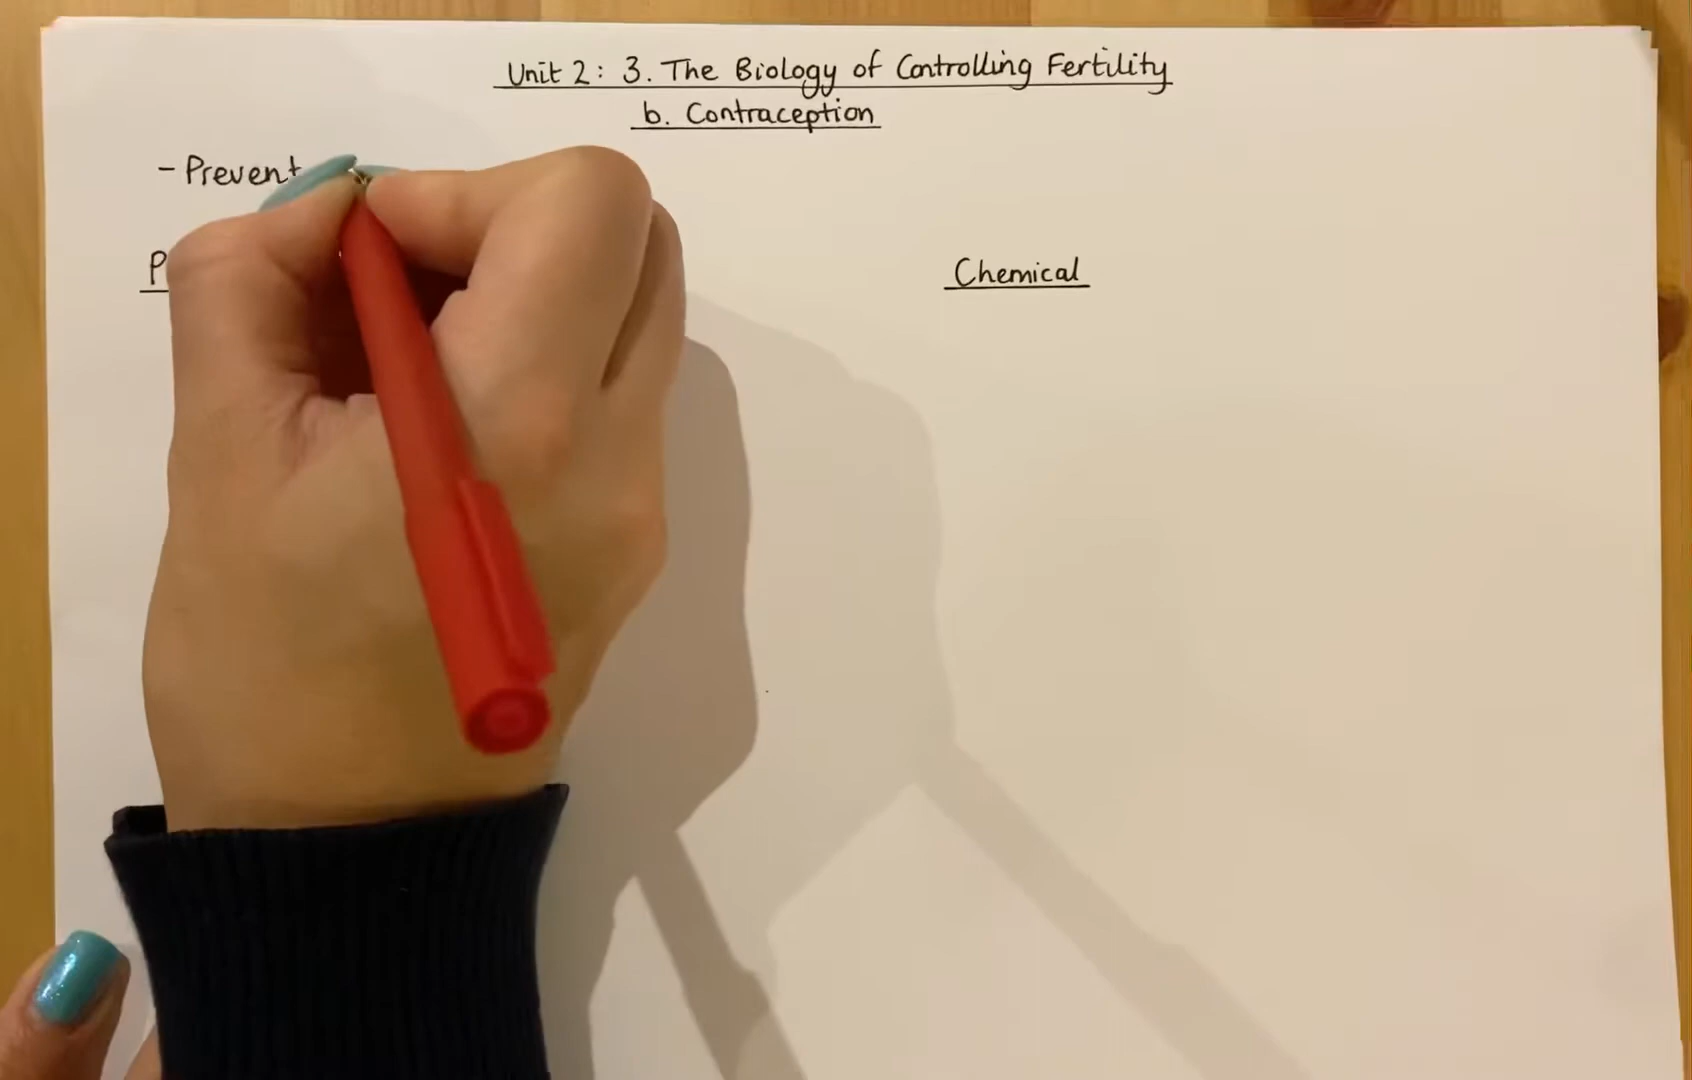 Unit 2: 3. The Biology of Controlling Fertility
b. Contraception
- Prevent
Chemical